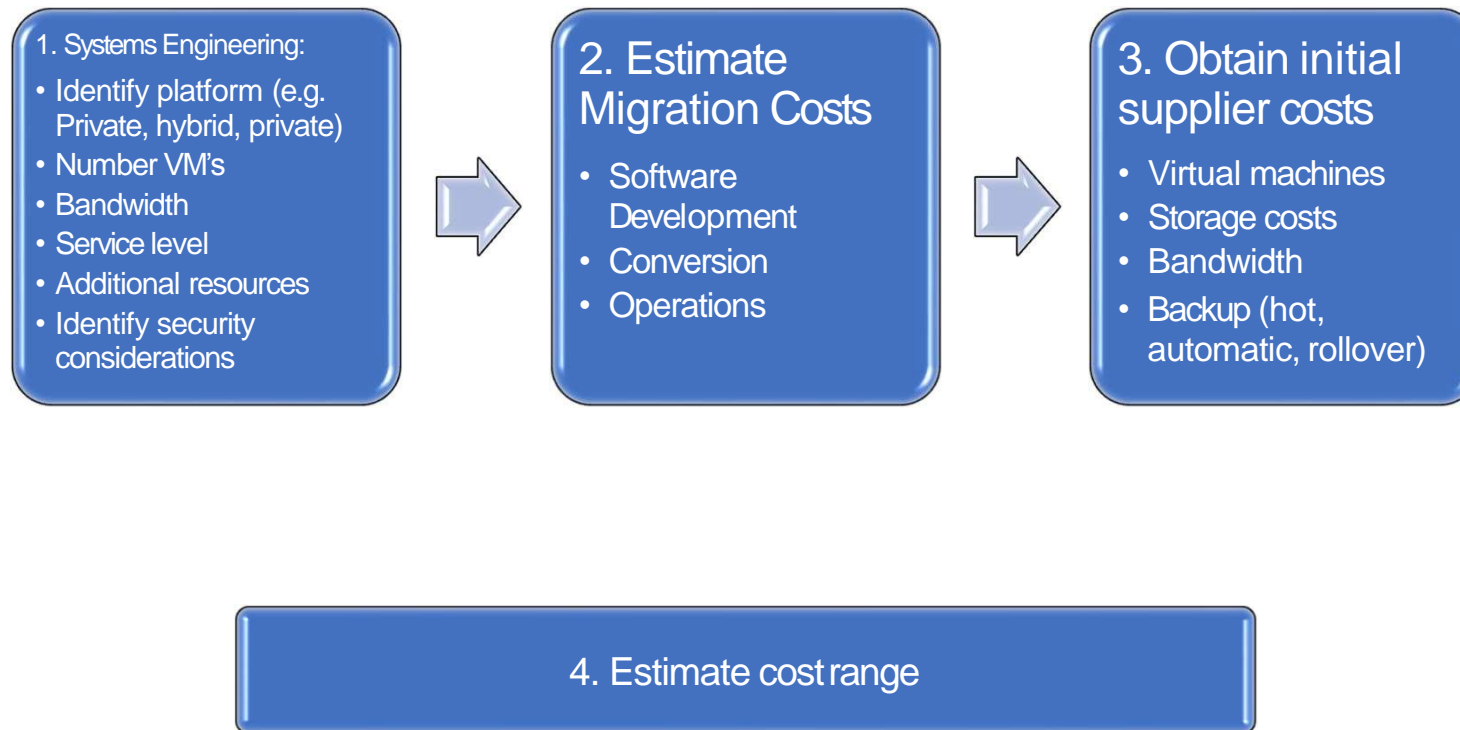 1. Systems Engineering:
• Identify platform (e.g.
Private, hybrid, private)
• Number VM's
• Bandwidth
• Service level
• Additional resources
• Identify security
considerations
2. Estimate
Migration Costs
• Software
Development
• Conversion
• Operations
3. Obtain initial
supplier costs
• Virtual machines
• Storage costs
• Bandwidth
• Backup (hot,
automatic, rollover)
4. Estimate cost range